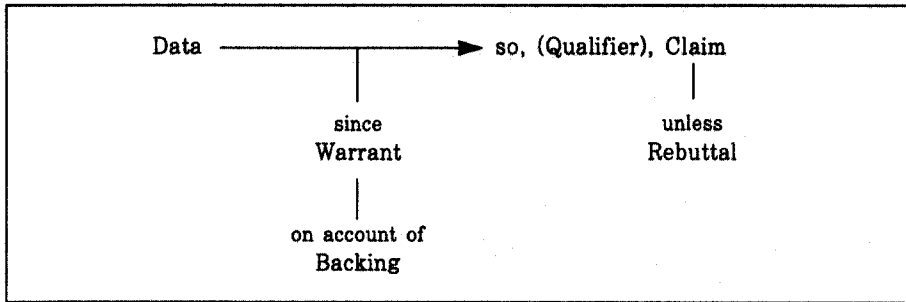 Data so, (Qualifier), Claim
since unless
Warrant Rebuttal
on account of
Backing